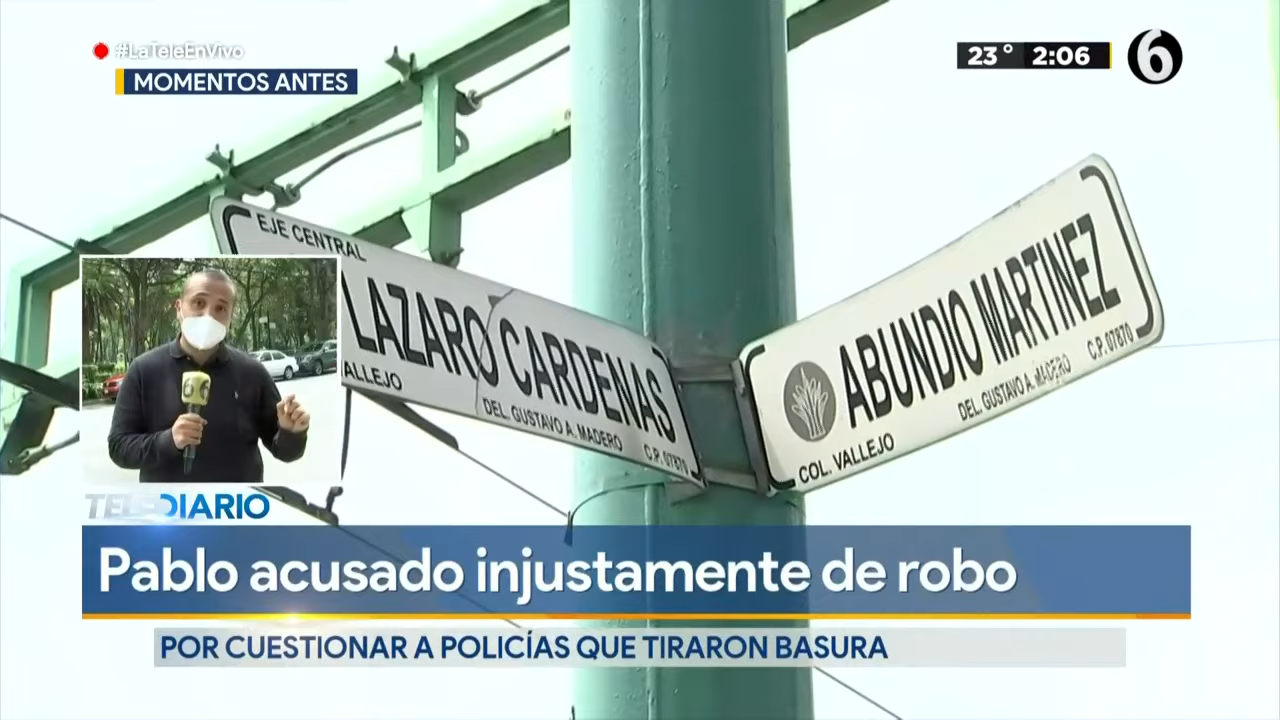 #LaTeleEnVivo
MOMENTOS ANTES
23° 2:06
6
EJE CENTRAL
LAZARO CARDENAS
DEL. GUSTAVO A. MADERO
C.P. 07870
ABUNDIO MARTINEZ
COL. VALLEJO
DEL. GUSTAVO A. MADERO
C.P. 07870
6
TELEDIARIO
Pablo acusado injustamente de robo
POR CUESTIONAR A POLICÍAS QUE TIRARON BASURA